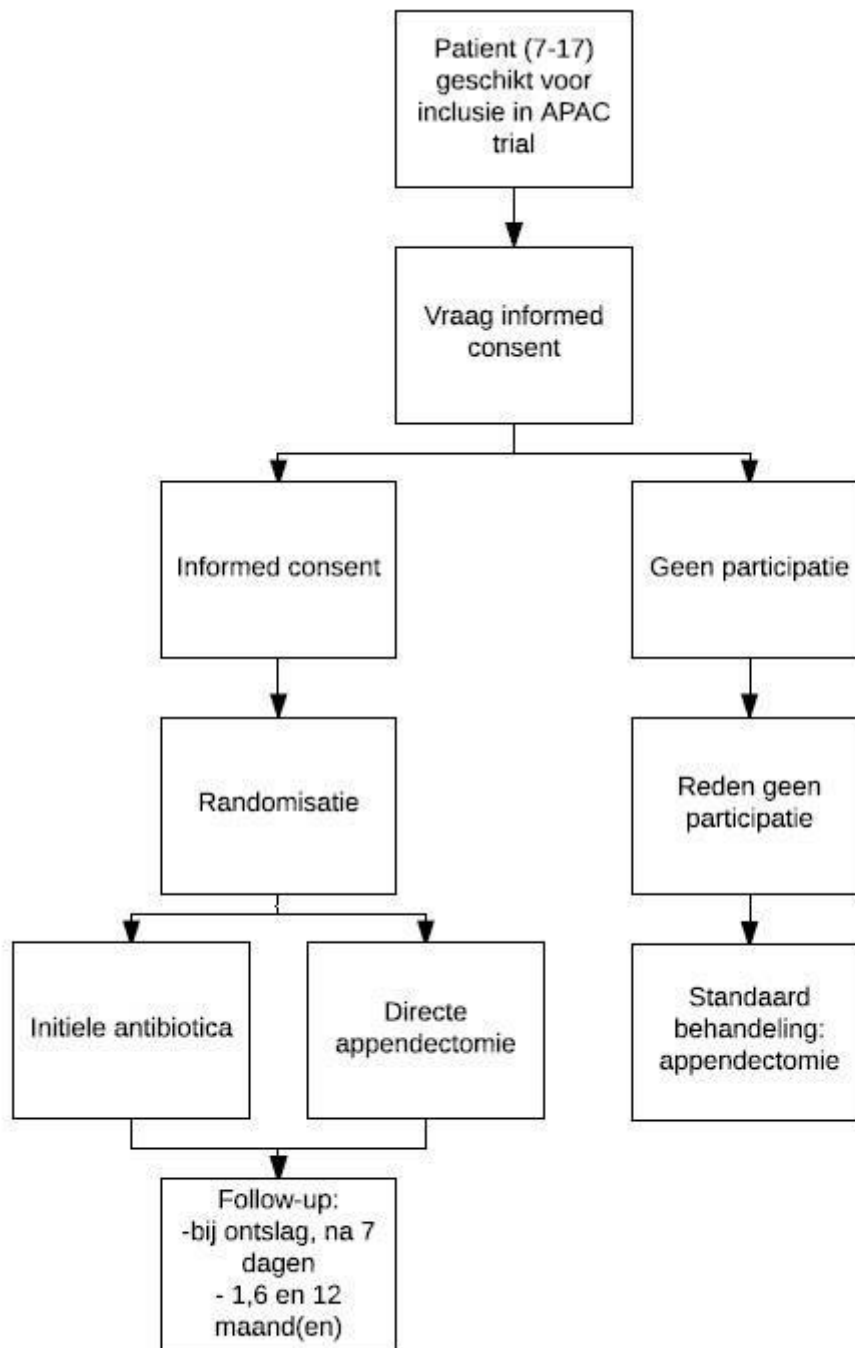 Patient (7-17)
geschikt voor
inclusie in APAC
trial
Vraag informed
consent
Informed consent
Geen participatie
Randomisatie
Reden geen
participatie
Initiele antibiotica
Directe
appendectomie
Standaard
behandeling:
appendectomie
Follow-up:
-bij ontslag, na 7
dagen
- 1,6 en 12
maand(en)